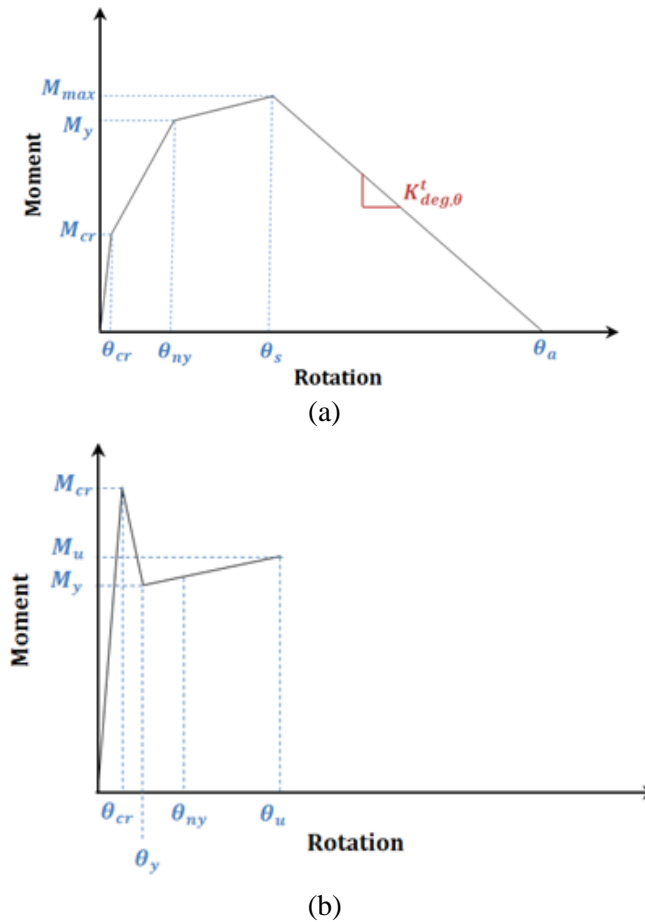 M_max
M_y
Moment
K^t_deg,θ
M_cr
θ_cr
θ_ny
θ_s
θ_a
Rotation
(a)
M_cr
M_u
M_y
Moment
θ_cr
θ_ny
θ_u
Rotation
θ_y
(b)